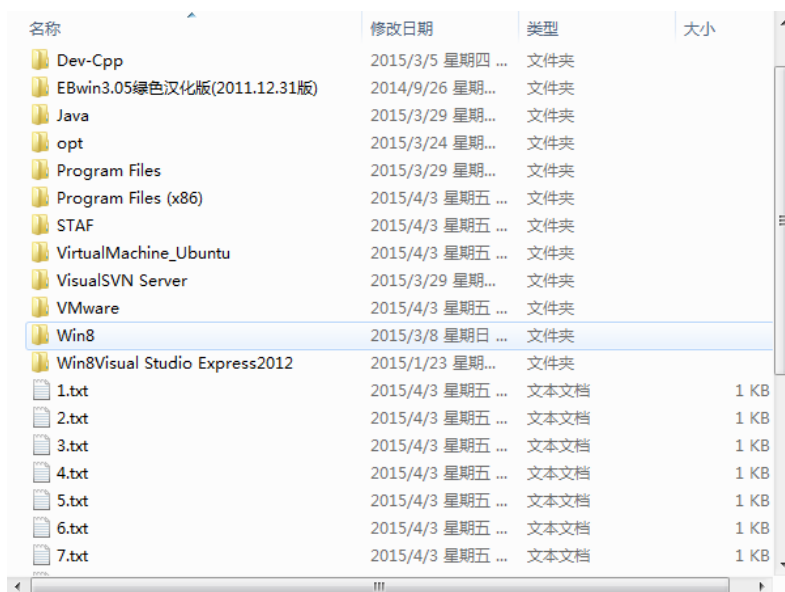 名称 修改日期 类型 大小
Dev-Cpp 2015/3/5 星期四 ... 文件夹
EBwin3.05绿色汉化版(2011.12.31版) 2014/9/26 星期... 文件夹
Java 2015/3/29 星期... 文件夹
opt 2015/3/24 星期... 文件夹
Program Files 2015/3/29 星期... 文件夹
Program Files (x86) 2015/4/3 星期五 ... 文件夹
STAF 2015/4/3 星期五 ... 文件夹
VirtualMachine_Ubuntu 2015/4/3 星期五 ... 文件夹
VisualSVN Server 2015/3/29 星期... 文件夹
VMware 2015/4/3 星期五 ... 文件夹
Win8 2015/3/8 星期日 ... 文件夹
Win8Visual Studio Express2012 2015/1/23 星期... 文件夹
1.txt 2015/4/3 星期五 ... 文本文档 1 KB
2.txt 2015/4/3 星期五 ... 文本文档 1 KB
3.txt 2015/4/3 星期五 ... 文本文档 1 KB
4.txt 2015/4/3 星期五 ... 文本文档 1 KB
5.txt 2015/4/3 星期五 ... 文本文档 1 KB
6.txt 2015/4/3 星期五 ... 文本文档 1 KB
7.txt 2015/4/3 星期五 ... 文本文档 1 KB